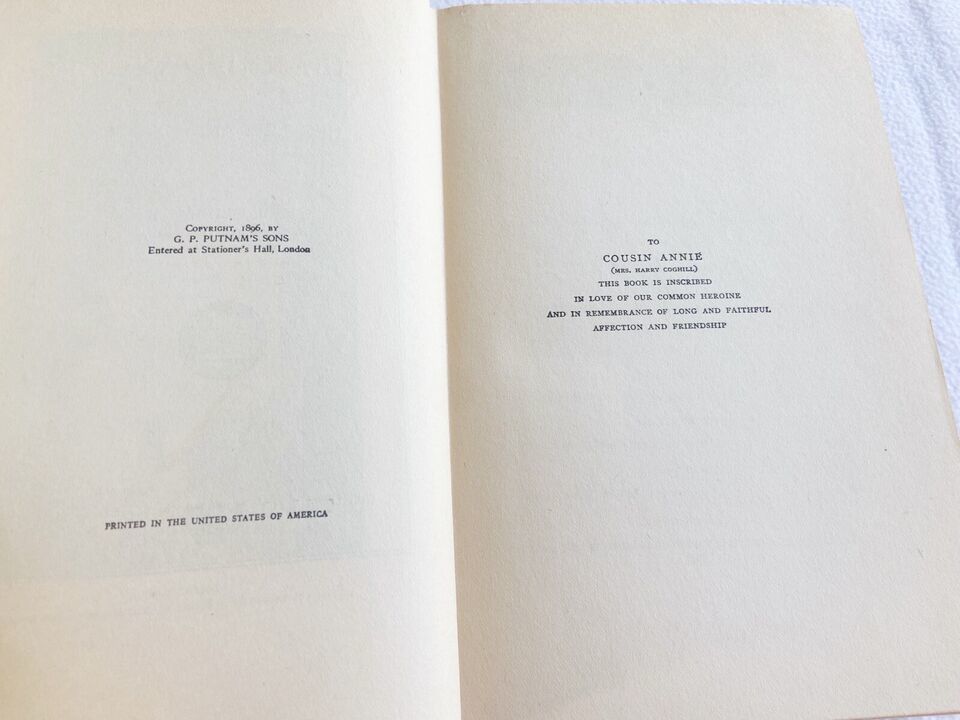 COPYRIGHT, 1896, BY
G. P. PUTNAM'S SONS
Entered at Stationer's Hall, London
PRINTED IN THE UNITED STATES OF AMERICA
TO
COUSIN ANNIE
(MRS. HARRY COGHILL)
THIS BOOK IS INSCRIBED
IN LOVE OF OUR COMMON HEROINE
AND IN REMEMBRANCE OF LONG AND FAITHFUL
AFFECTION AND FRIENDSHIP